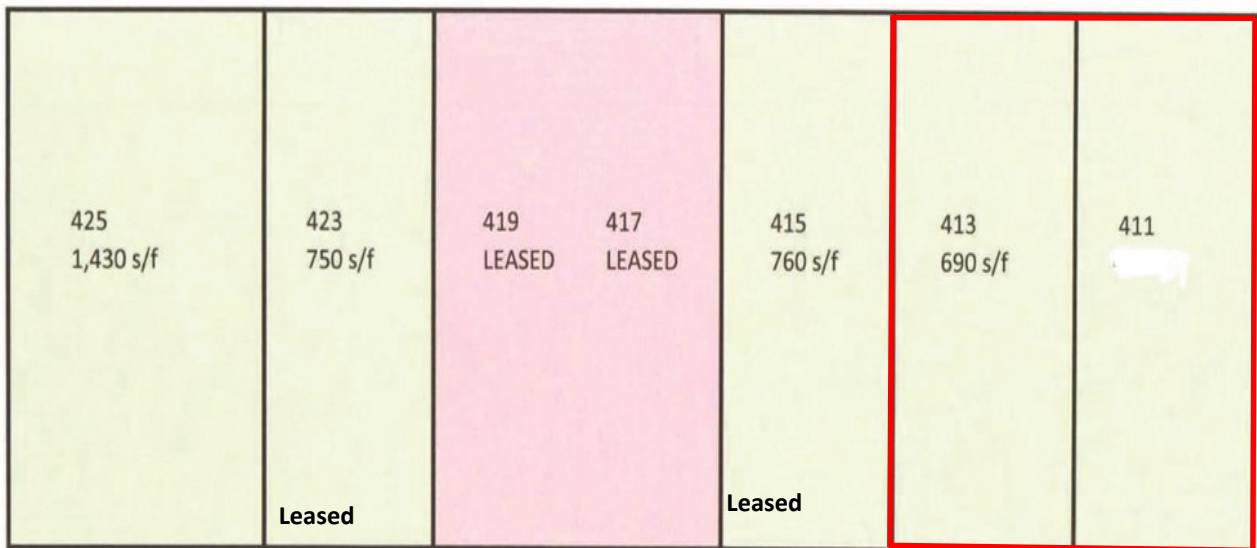 425
1,430 s/f
423
750 s/f
Leased
419
LEASED
417
LEASED
415
760 s/f
Leased
413
690 s/f
411